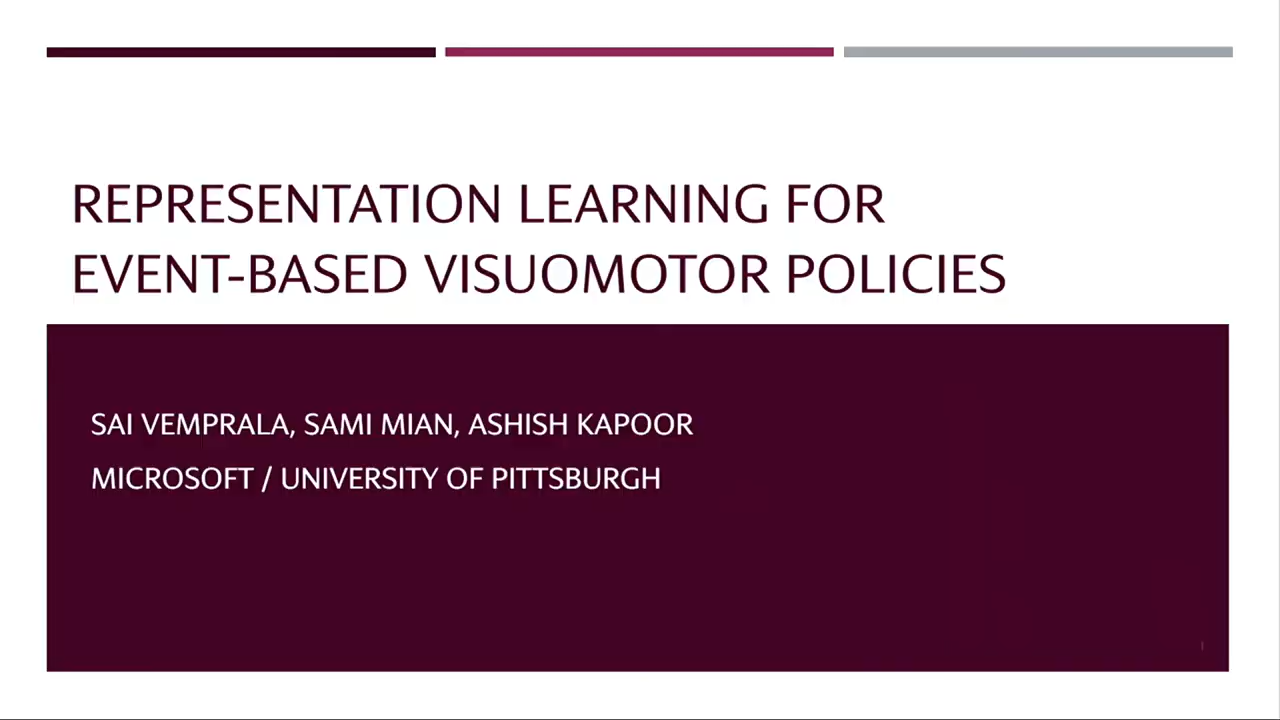 REPRESENTATION LEARNING FOR
EVENT-BASED VISUOMOTOR POLICIES
SAI VEMPRALA, SAMI MIAN, ASHISH KAPOOR
MICROSOFT / UNIVERSITY OF PITTSBURGH